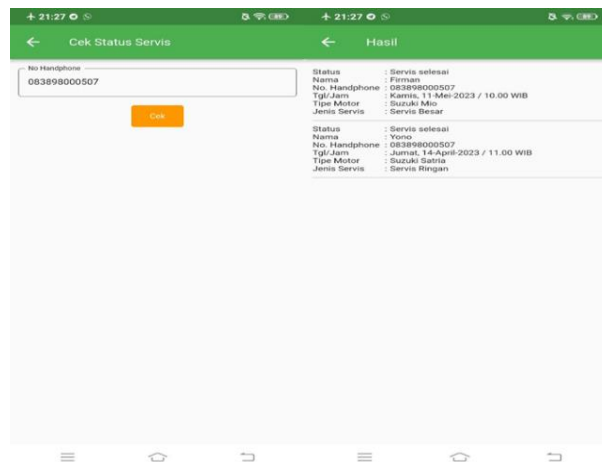 21:27
Cek Status Servis
No Handphone
083898000507
Cek
21:27
Hasil
Status : Servis selesai
Nama : Firman
No. Handphone : 083898000507
Tgl/Jam : Kamis, 11-Mei-2023 / 10.00 WIB
Tipe Motor : Suzuki Mio
Jenis Servis : Servis Besar
Status : Servis selesai
Nama : Yono
No. Handphone : 083898000507
Tgl/Jam : Jumat, 14-April-2023 / 11.00 WIB
Tipe Motor : Suzuki Satria
Jenis Servis : Servis Ringan